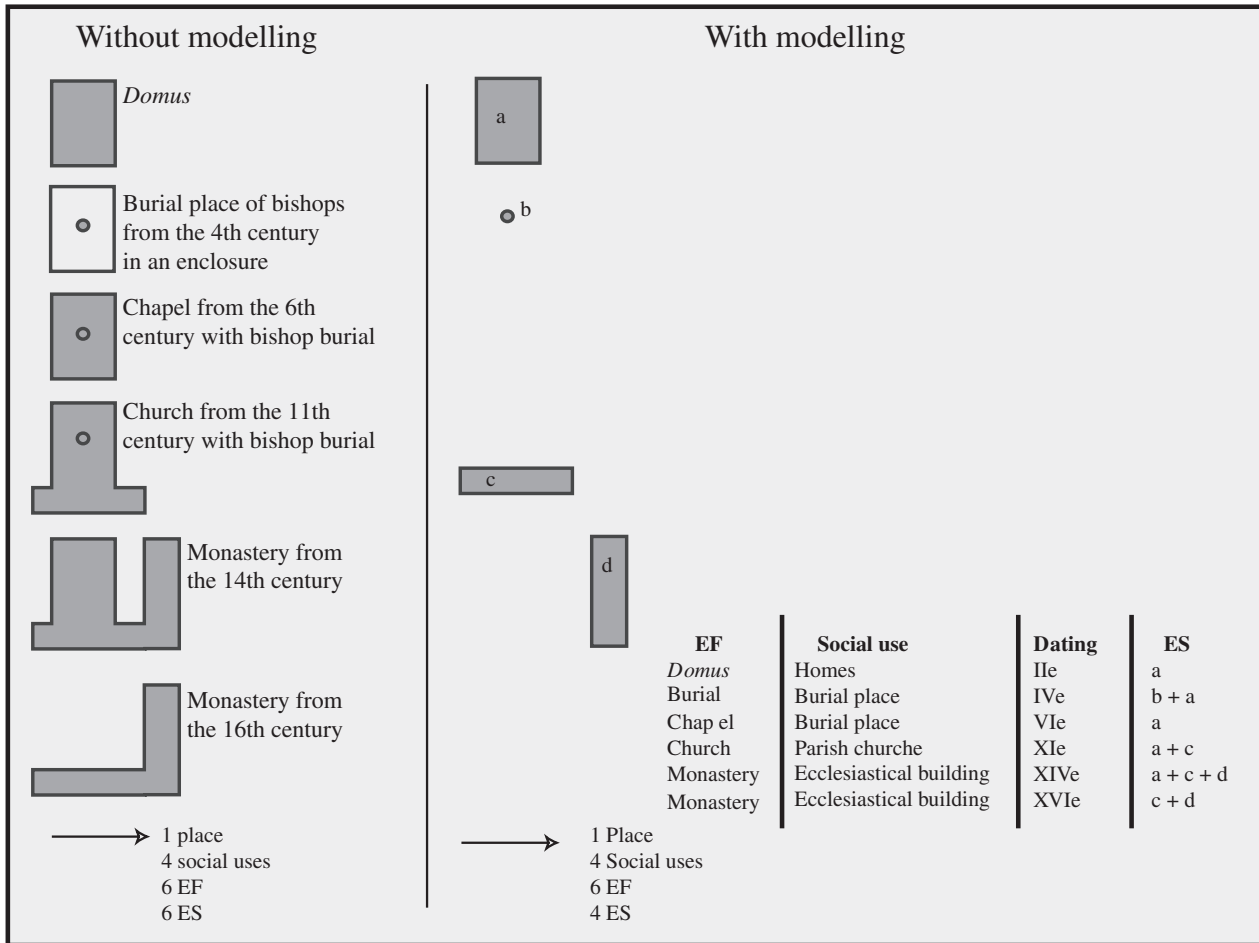 Without modelling
Domus
Burial place of bishops
from the 4th century
in an enclosure
Chapel from the 6th
century with bishop burial
Church from the 11th
century with bishop burial
Monastery from
the 14th century
Monastery from
the 16th century
1 place
4 social uses
6 EF
6 ES
With modelling
a
b
c
d
EF Social use Dating ES
Domus Homes IIe a
Burial Burial place IVe b + a
Chap el Burial place VIe a
Church Parish churche XIe a + c
Monastery Ecclesiastical building XIVe a + c + d
Monastery Ecclesiastical building XVIe c + d
1 Place
4 Social uses
6 EF
4 ES